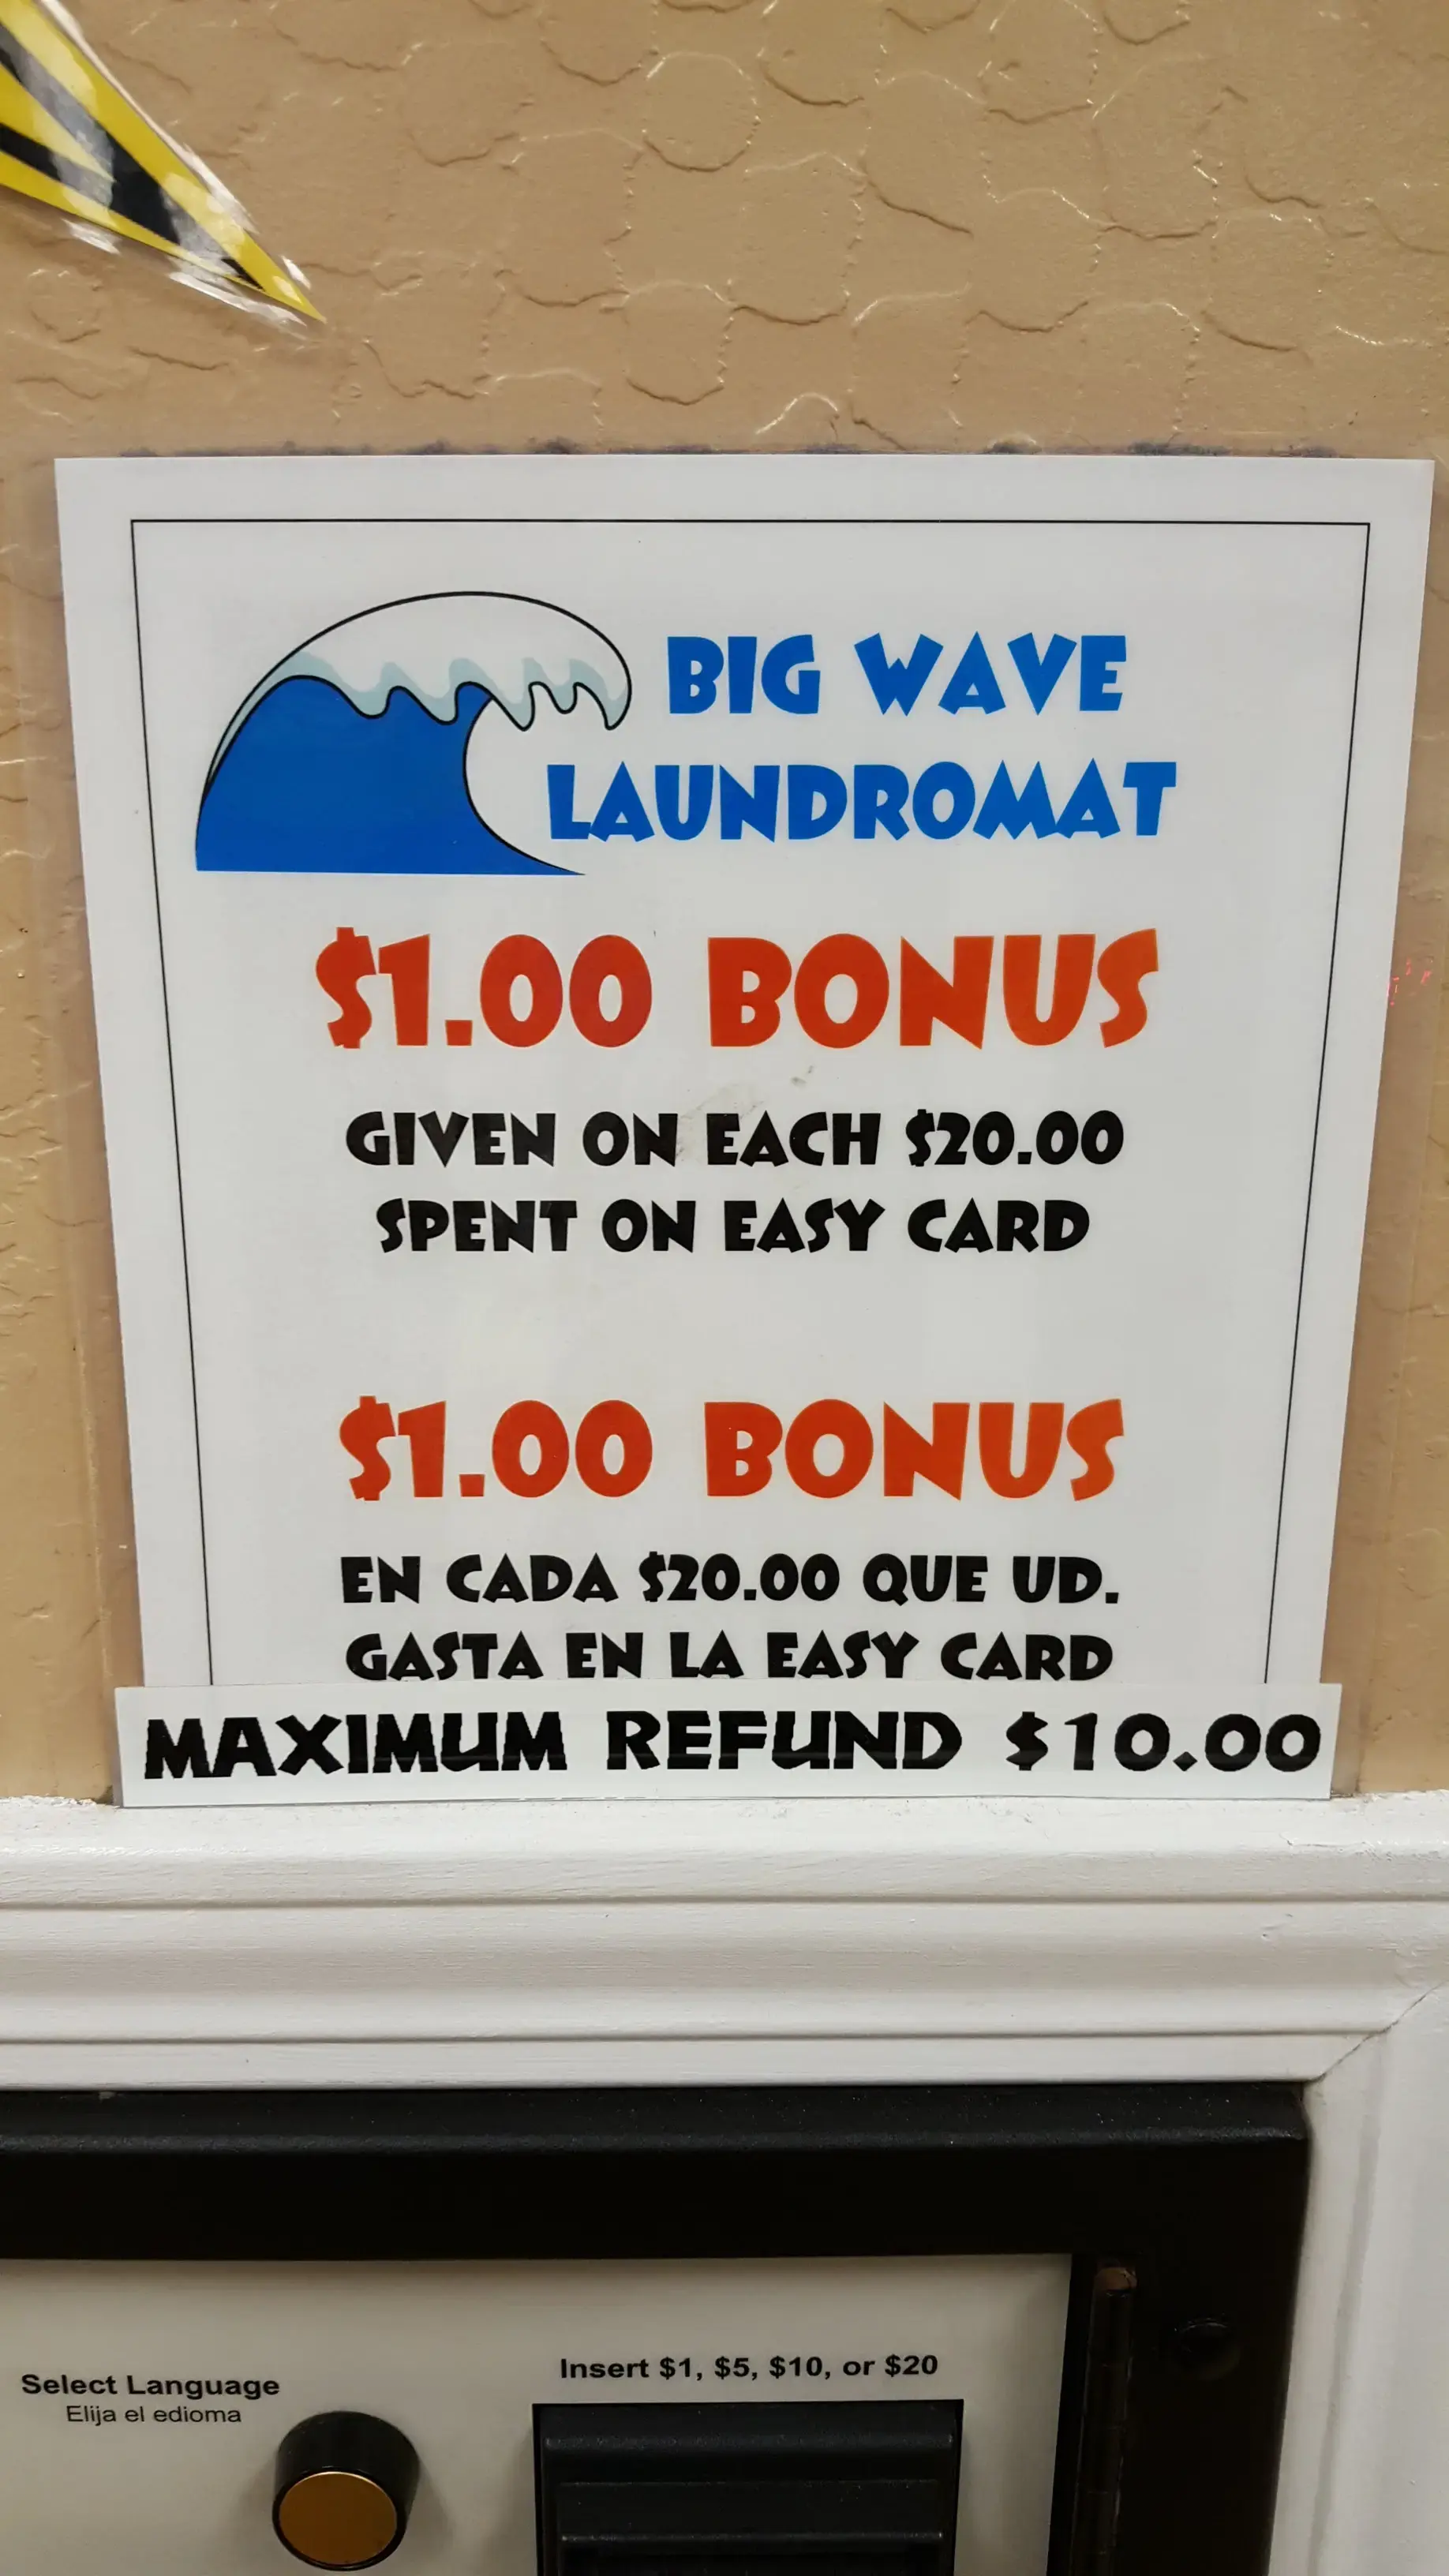 BIG WAVE
LAUNDROMAT
$1.00 BONUS
GIVEN ON EACH $20.00
SPENT ON EASY CARD
$1.00 BONUS
EN CADA $20.00 QUE UD.
GASTA EN LA EASY CARD
MAXIMUM REFUND $10.00
Select Language
Elija el edioma
Insert $1, $5, $10, or $20